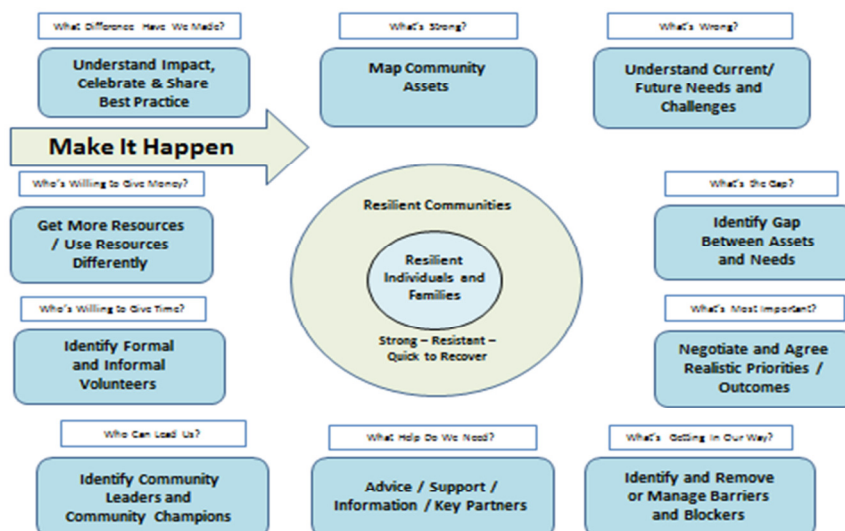 What Difference Have We Made?
Understand Impact,
Celebrate & Share
Best Practice
What's Strong?
Map Community
Assets
What's Wrong?
Understand Current/
Future Needs and
Challenges
Make It Happen
Who's Willing to Give Money?
Get More Resources
/ Use Resources
Differently
Resilient Communities
Resilient
Individuals and
Families
Strong – Resistant –
Quick to Recover
What's the Gap?
Identify Gap
Between Assets
and Needs
Who's Willing to Give Time?
Identify Formal
and Informal
Volunteers
What's Most Important?
Negotiate and Agree
Realistic Priorities /
Outcomes
Who Can Lead Us?
Identify Community
Leaders and
Community Champions
What Help Do We Need?
Advice / Support /
Information / Key Partners
What's Getting In Our Way?
Identify and Remove
or Manage Barriers
and Blockers